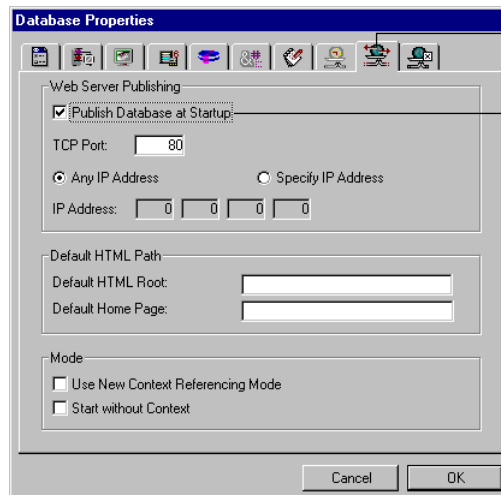 Database Properties
&#
Web Server Publishing
Publish Database at Startup
TCP Port: 80
Any IP Address Specify IP Address
IP Address: 0 0 0 0
Default HTML Path
Default HTML Root:
Default Home Page:
Mode
Use New Context Referencing Mode
Start without Context
Cancel OK